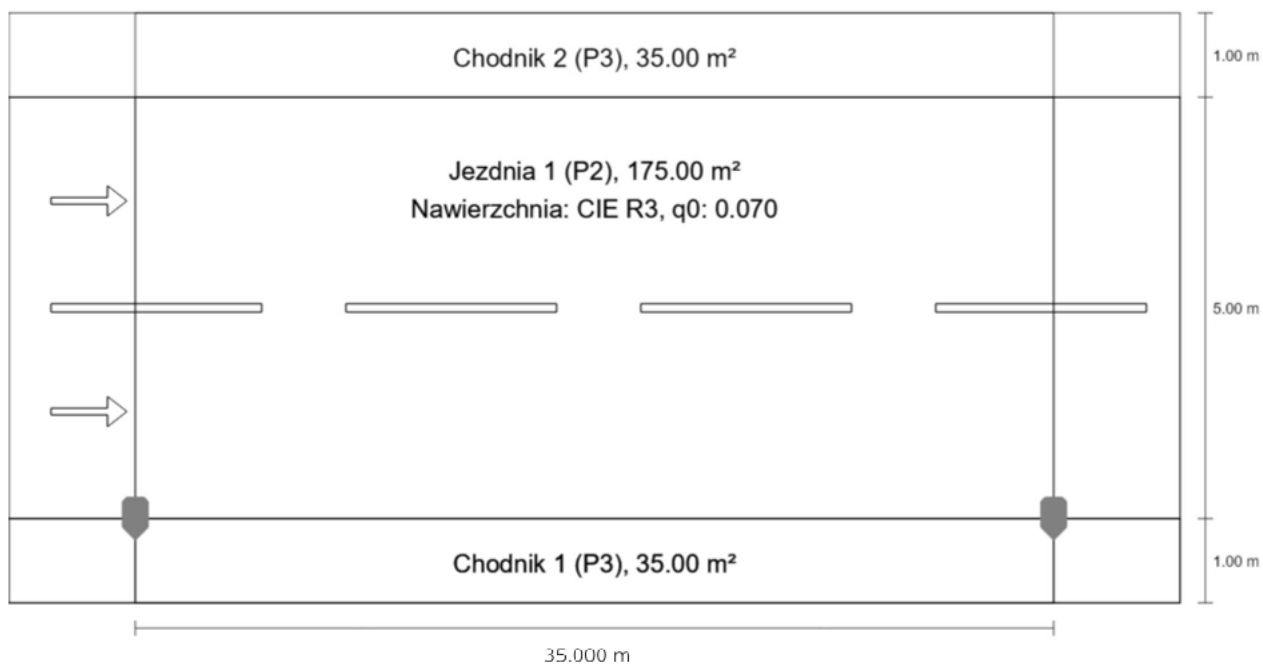 Chodnik 2 (P3), 35.00 m²
1.00 m
Jezdnia 1 (P2), 175.00 m²
Nawierzchnia: CIE R3, q0: 0.070
5.00 m
Chodnik 1 (P3), 35.00 m²
1.00 m
35.000 m